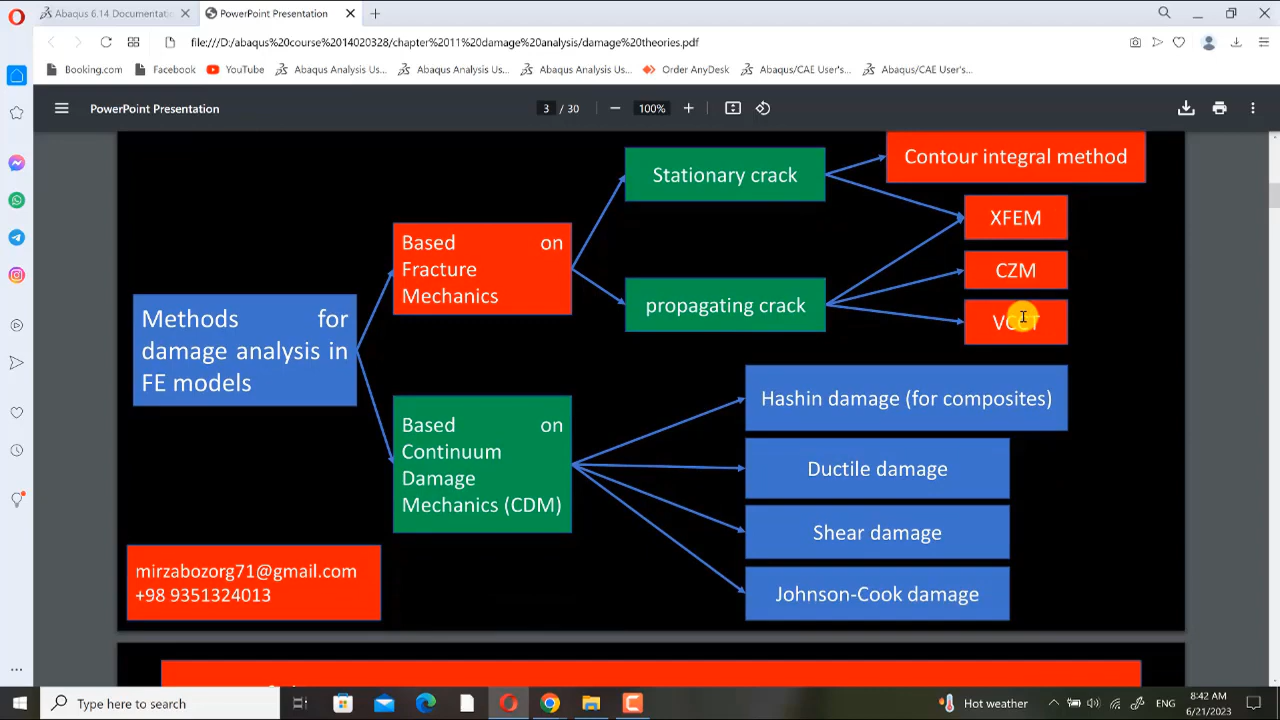 Abaqus 6.14 Documentatio
PowerPoint Presentation
file:///D:/abaqus%20course%2014020328/chapter%2011%20damage%20analysis/damage%20theories.pdf
Booking.com
Facebook
YouTube
Abaqus Analysis Us...
Abaqus Analysis Us...
Abaqus Analysis Us...
Order AnyDesk
Abaqus/CAE User's...
Abaqus/CAE User's...
PowerPoint Presentation
3 / 30
100%
Contour integral method
Stationary crack
XFEM
Based on
Fracture
Mechanics
CZM
propagating crack
Methods for
damage analysis in
FE models
Hashin damage (for composites)
Based on
Continuum
Damage
Mechanics (CDM)
Ductile damage
Shear damage
Johnson-Cook damage
mirzabozorg71@gmail.com
+98 9351324013
Type here to search
Hot weather
ENG
8:42 AM
6/21/2023